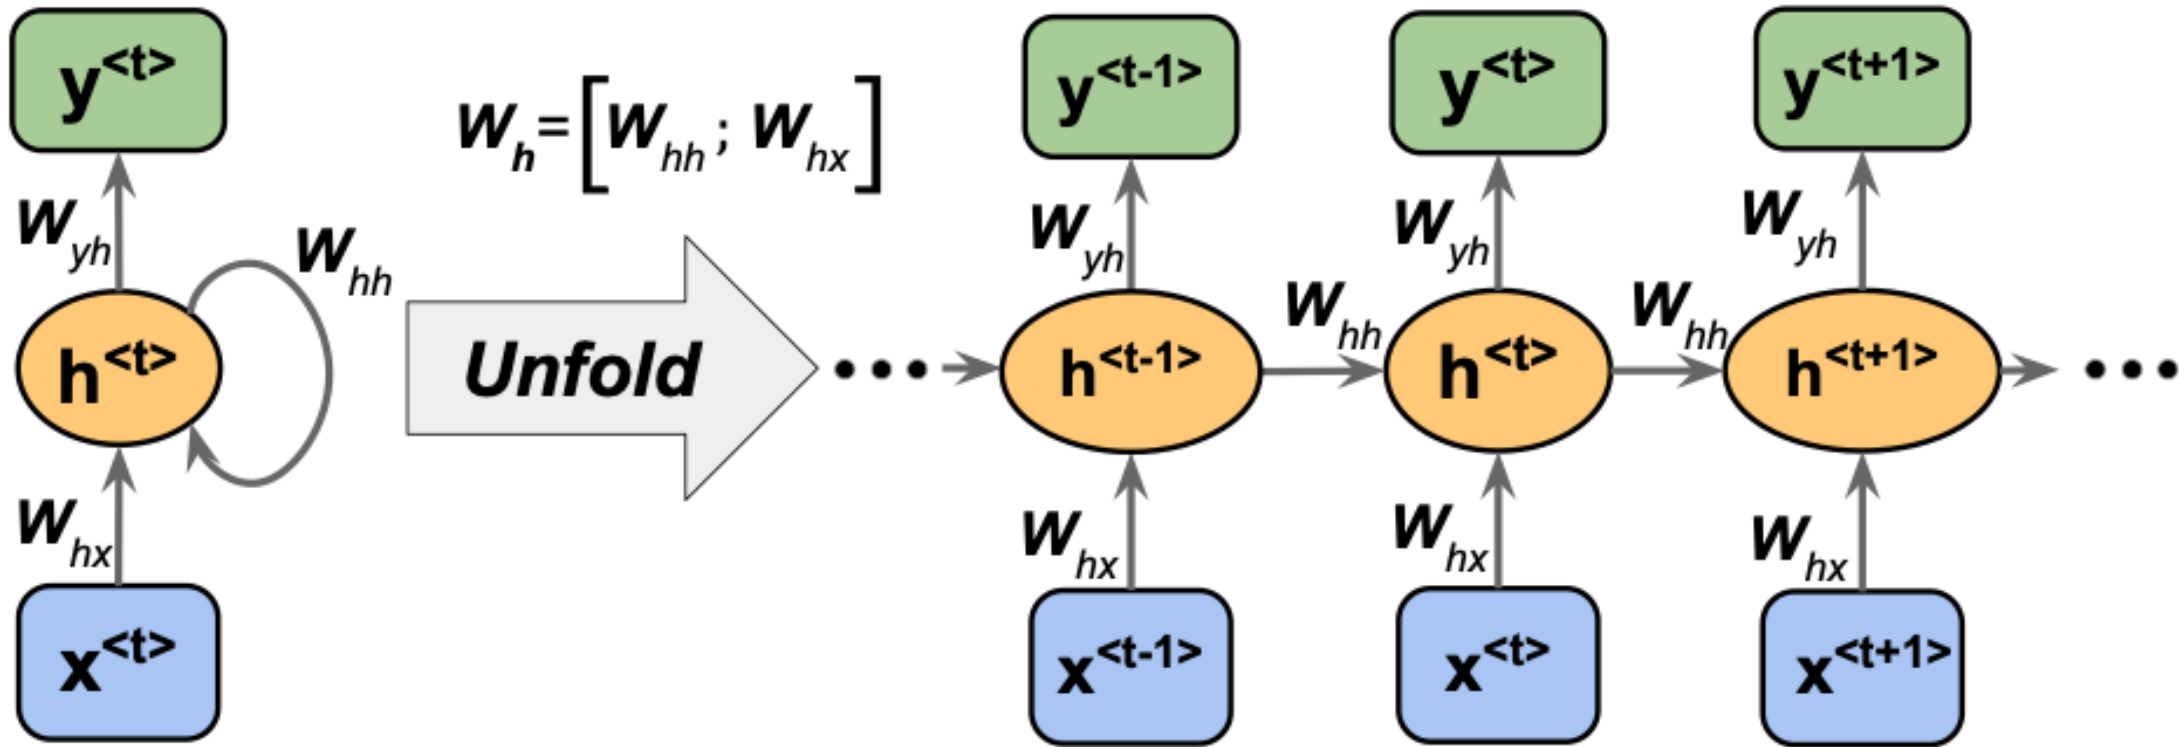 y<t>
W_h=[W_hh; W_hx]
y<t-1>
y<t>
y<t+1>
W_yh
W_hh
W_yh
W_yh
W_yh
h<t>
Unfold
•••
h<t-1>
W_hh
h<t>
W_hh
h<t+1>
•••
W_hx
W_hx
W_hx
W_hx
x<t>
x<t-1>
x<t>
x<t+1>